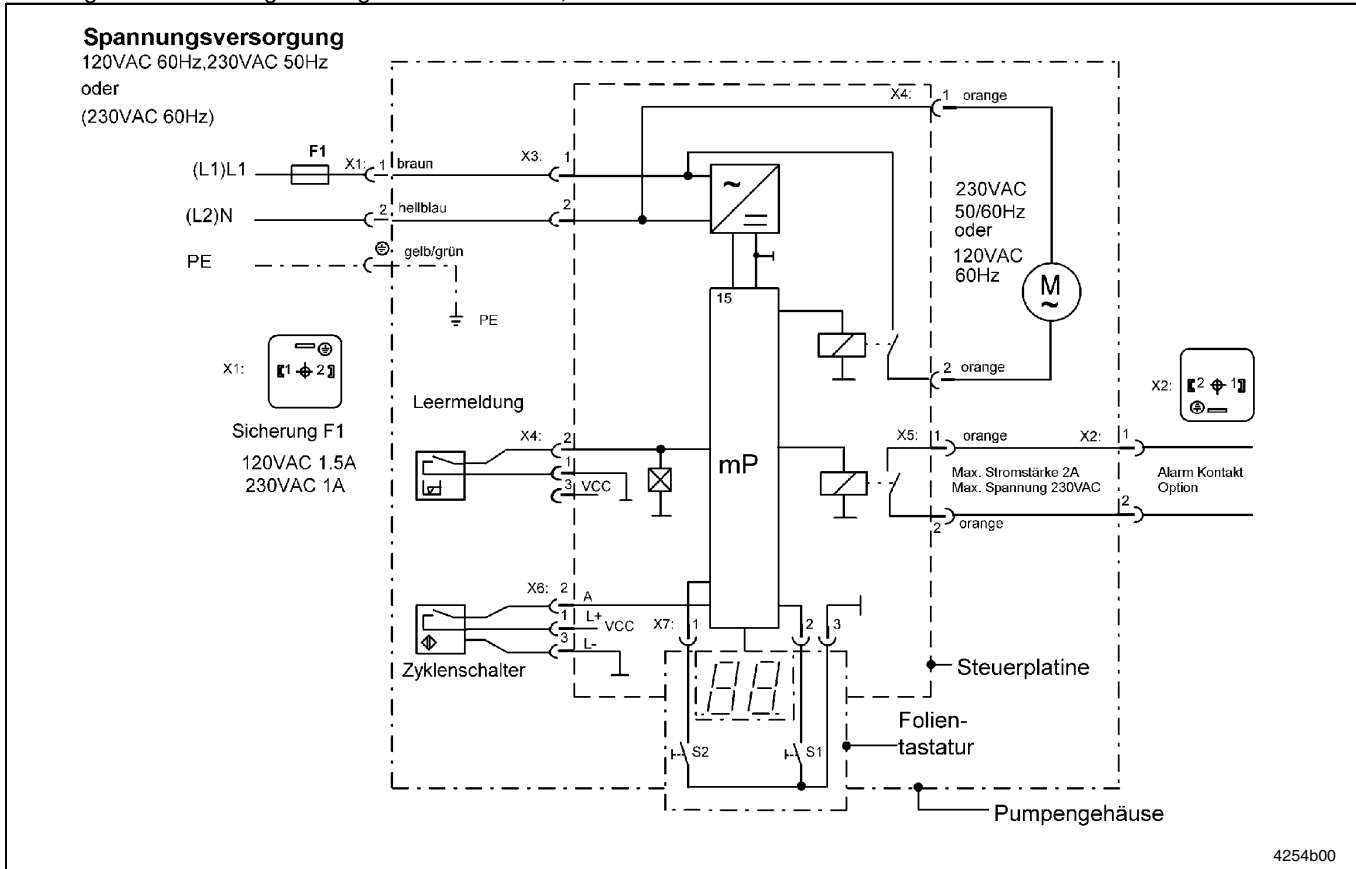 Spannungsversorgung
120VAC 60Hz,230VAC 50Hz
oder
(230VAC 60Hz)
X4: 1 orange
(L1)L1 F1 X1: 1 braun X3: 1
(L2)N 2 hellblau 2
PE gelb/grün
PE
~
230VAC
50/60Hz
oder
120VAC
60Hz
M
~
15
2 orange
X1: 1 2
Sicherung F1
120VAC 1.5A
230VAC 1A
X2: 2 1
Leermeldung
X4: 2
1
3 VCC
mP
X5: 1 orange X2: 1
Max. Stromstärke 2A
Max. Spannung 230VAC
Alarm Kontakt
Option
2 orange 2
X6: 2 A
1 L+ VCC
3 L-
Zyklenschalter
X7: 1 2 3
88
S2 S1
Steuerplatine
Folien-
tastatur
Pumpengehäuse
4254b00